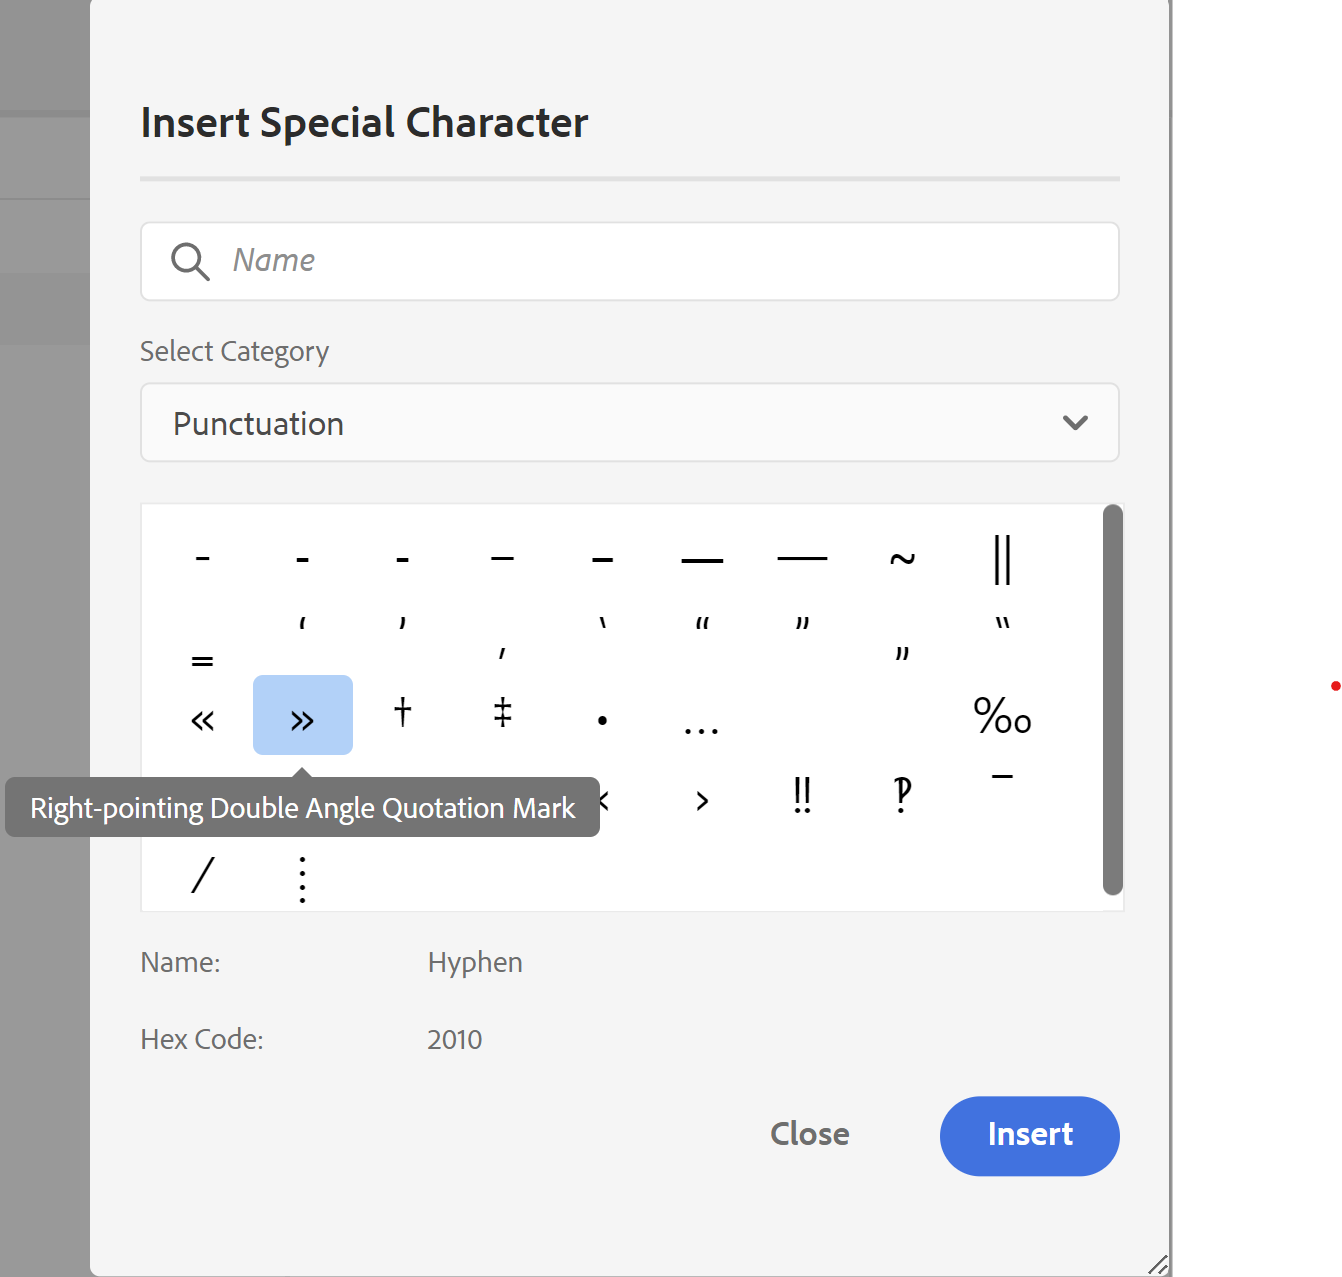 Insert Special Character
Name
Select Category
Punctuation
‐ - - – – — — ~ ‖
‗ ‘ ’ ‚ ‛ “ ” „ ‟
« » † ‡ • … ‰
Right-pointing Double Angle Quotation Mark
‹ › ‼ ‽ ‾
⁄ ⁞
Name: Hyphen
Hex Code: 2010
Close Insert